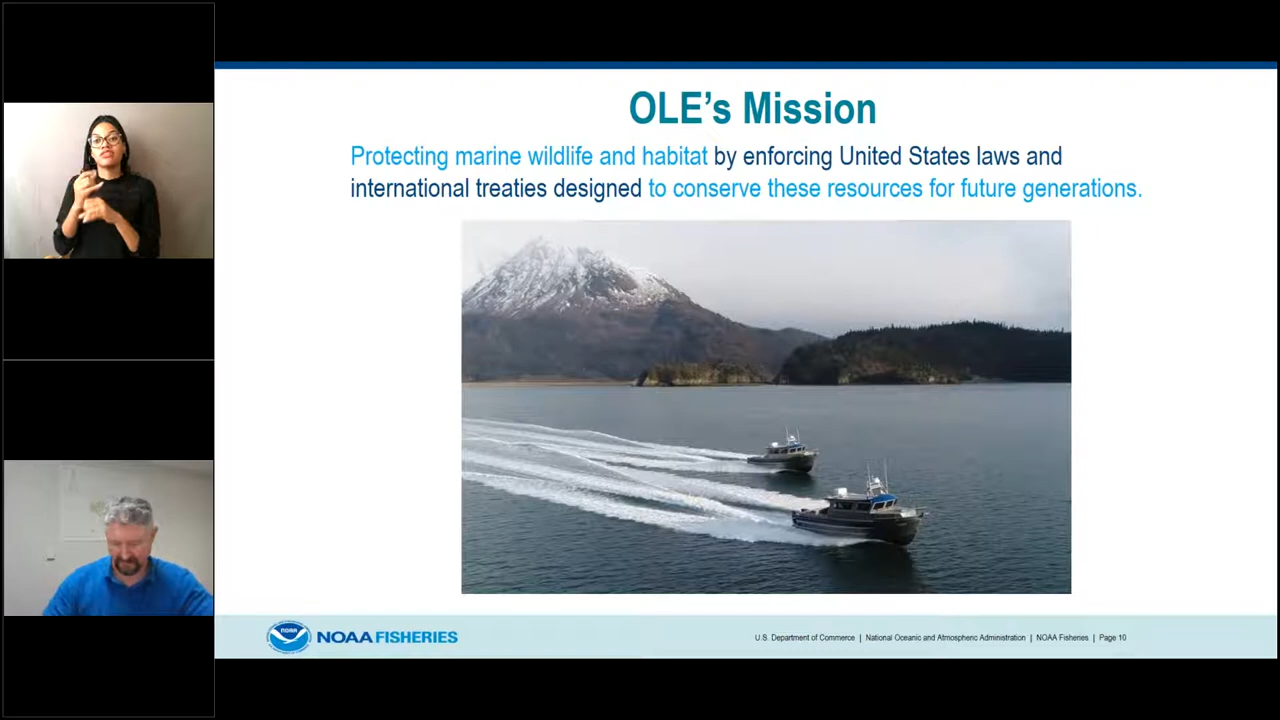 OLE's Mission
Protecting marine wildlife and habitat by enforcing United States laws and
international treaties designed to conserve these resources for future generations.
NOAA
NOAA FISHERIES
U.S. Department of Commerce | National Oceanic and Atmospheric Administration | NOAA Fisheries | Page 10